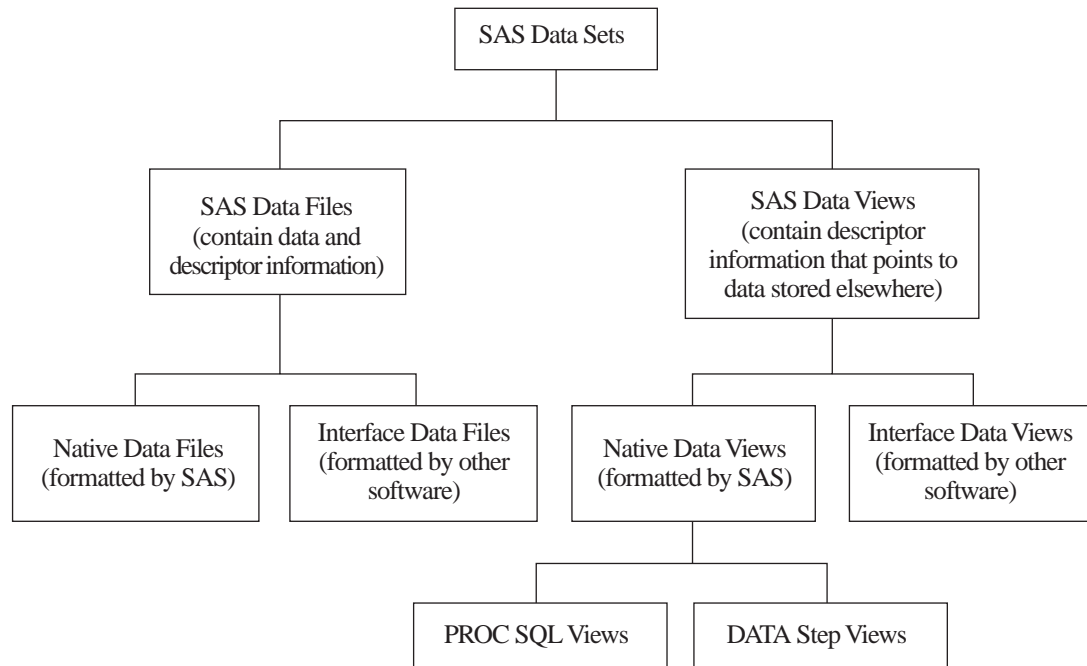 SAS Data Sets
SAS Data Files
(contain data and
descriptor information)
SAS Data Views
(contain descriptor
information that points to
data stored elsewhere)
Native Data Files
(formatted by SAS)
Interface Data Files
(formatted by other
software)
Native Data Views
(formatted by SAS)
Interface Data Views
(formatted by other
software)
PROC SQL Views
DATA Step Views